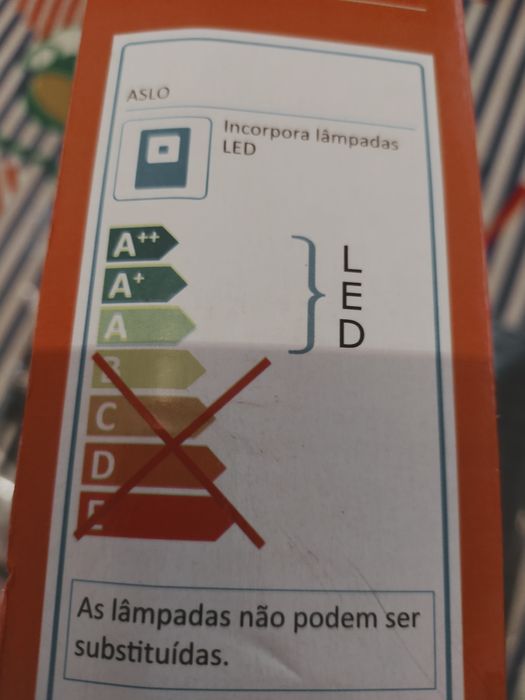 ASLO
Incorpora lâmpadas
LED
A++
A+
A
B
C
D
E
L
E
D
As lâmpadas não podem ser
substituídas.